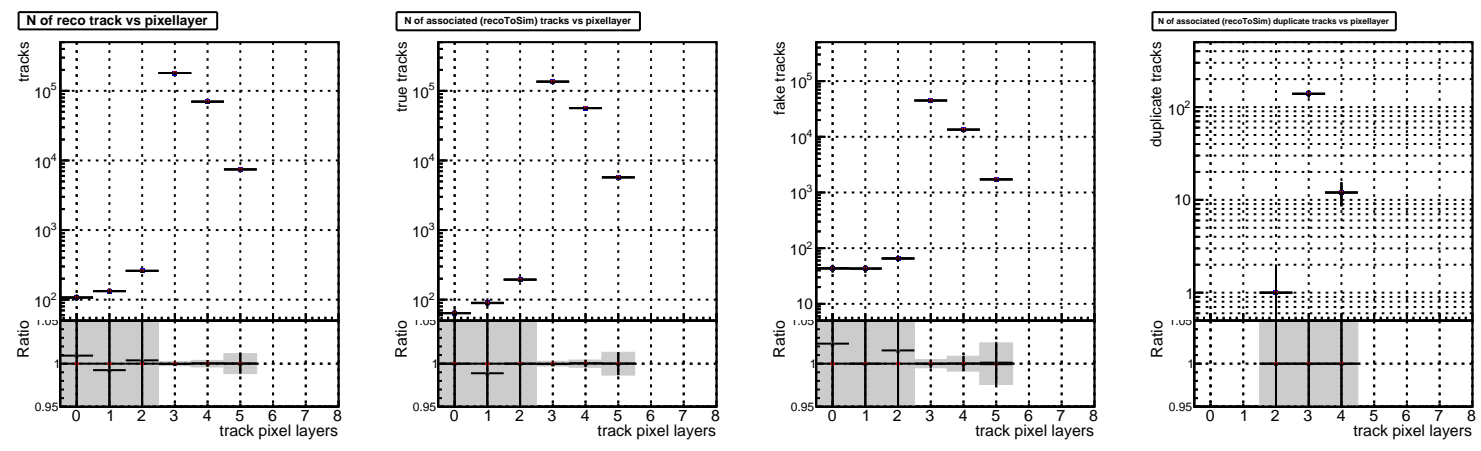 N of reco track vs pixellayer
tracks
10^5
10^4
10^3
10^2
Ratio
1.05
1
0.95
0 1 2 3 4 5 6 7 8
track pixel layers
N of associated (recoToSim) tracks vs pixellayer
true tracks
10^5
10^4
10^3
10^2
Ratio
1.05
1
0.95
0 1 2 3 4 5 6 7 8
track pixel layers
fake tracks
10^5
10^4
10^3
10^2
10
Ratio
1.05
1
0.95
0 1 2 3 4 5 6 7 8
track pixel layers
N of associated (recoToSim) duplicate tracks vs pixellayer
duplicate tracks
10^2
10
1
Ratio
1.05
1
0.95
0 1 2 3 4 5 6 7 8
track pixel layers